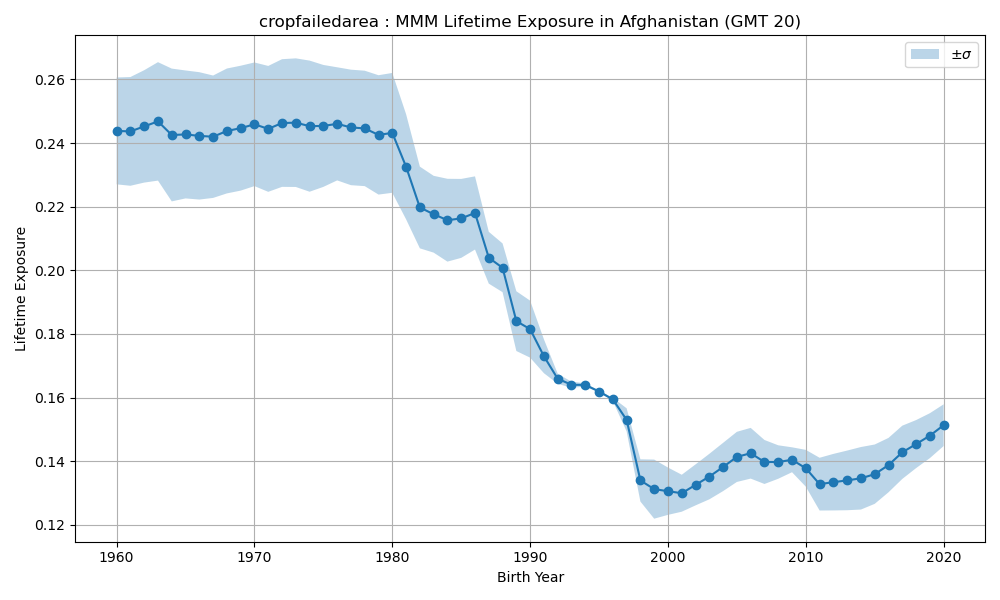 cropfailedarea : MMM Lifetime Exposure in Afghanistan (GMT 20)
±σ
0.26
0.24
0.22
0.20
0.18
0.16
0.14
0.12
Lifetime Exposure
1960 1970 1980 1990 2000 2010 2020
Birth Year